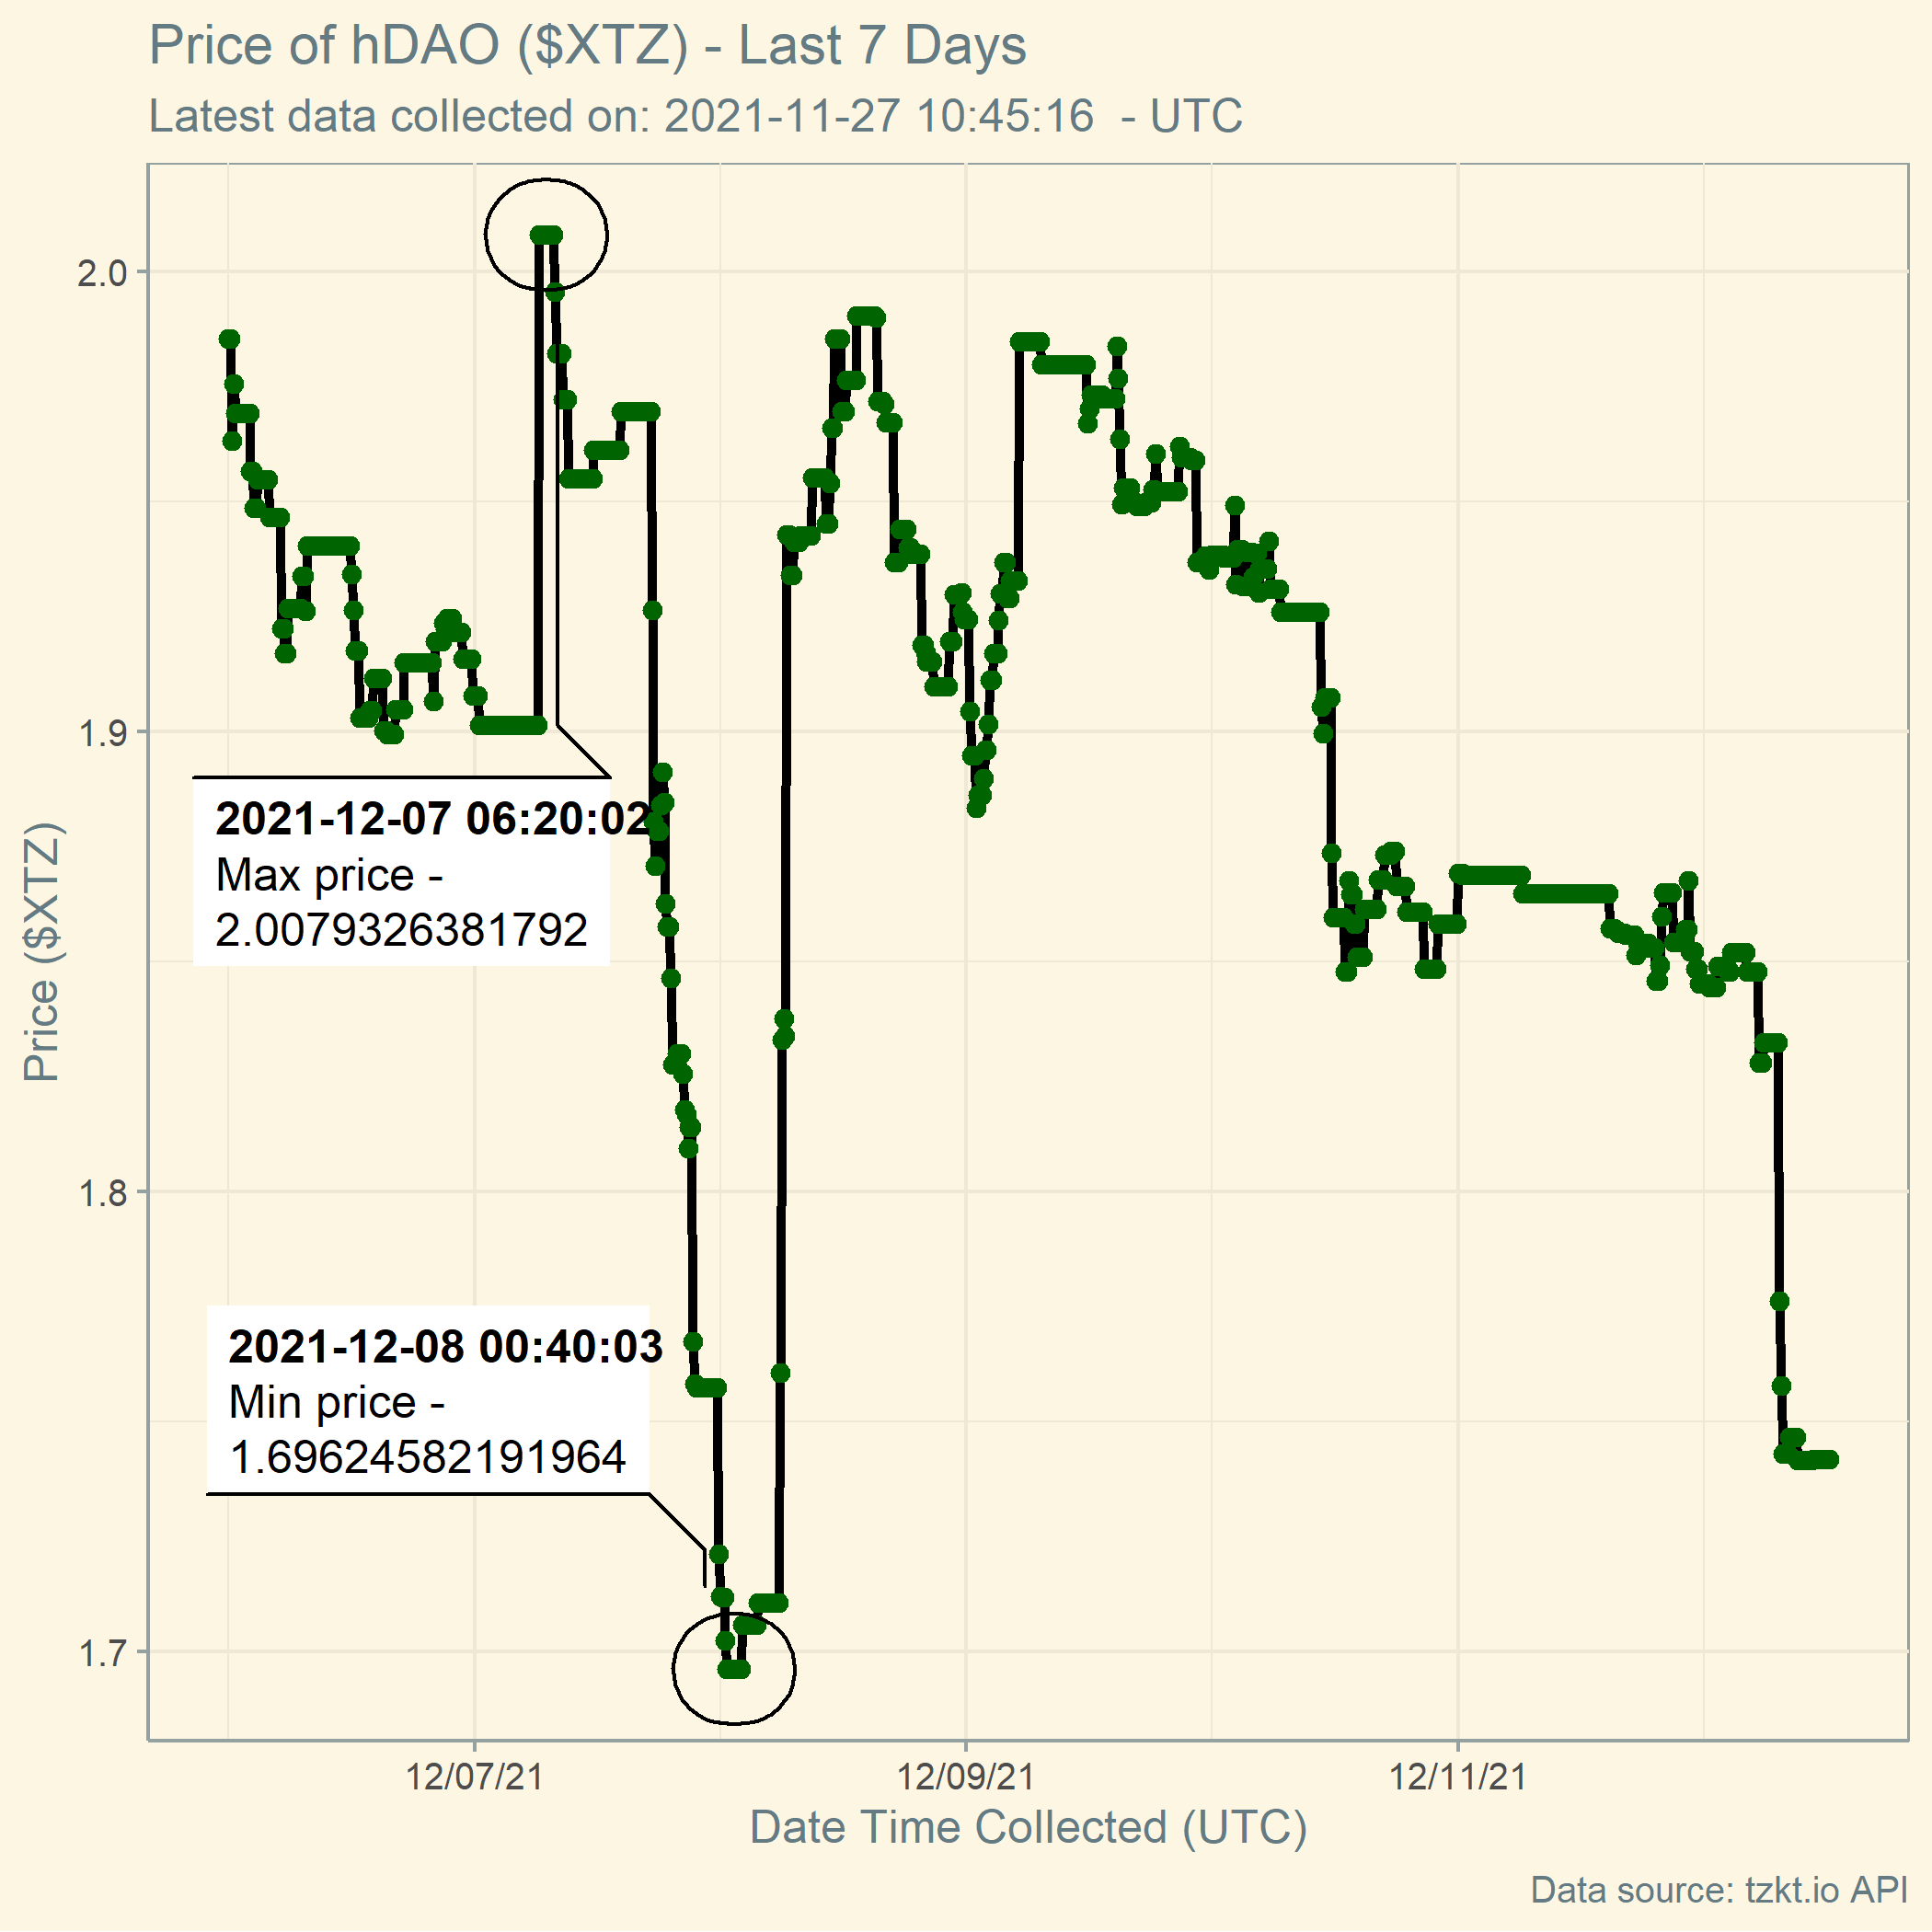 Price of hDAO ($XTZ) - Last 7 Days
Latest data collected on: 2021-11-27 10:45:16  - UTC
Price ($XTZ)
2.0
1.9
1.8
1.7
2021-12-07 06:20:02
Max price -
2.0079326381792
2021-12-08 00:40:03
Min price -
1.69624582191964
12/07/21
12/09/21
12/11/21
Date Time Collected (UTC)
Data source: tzkt.io API